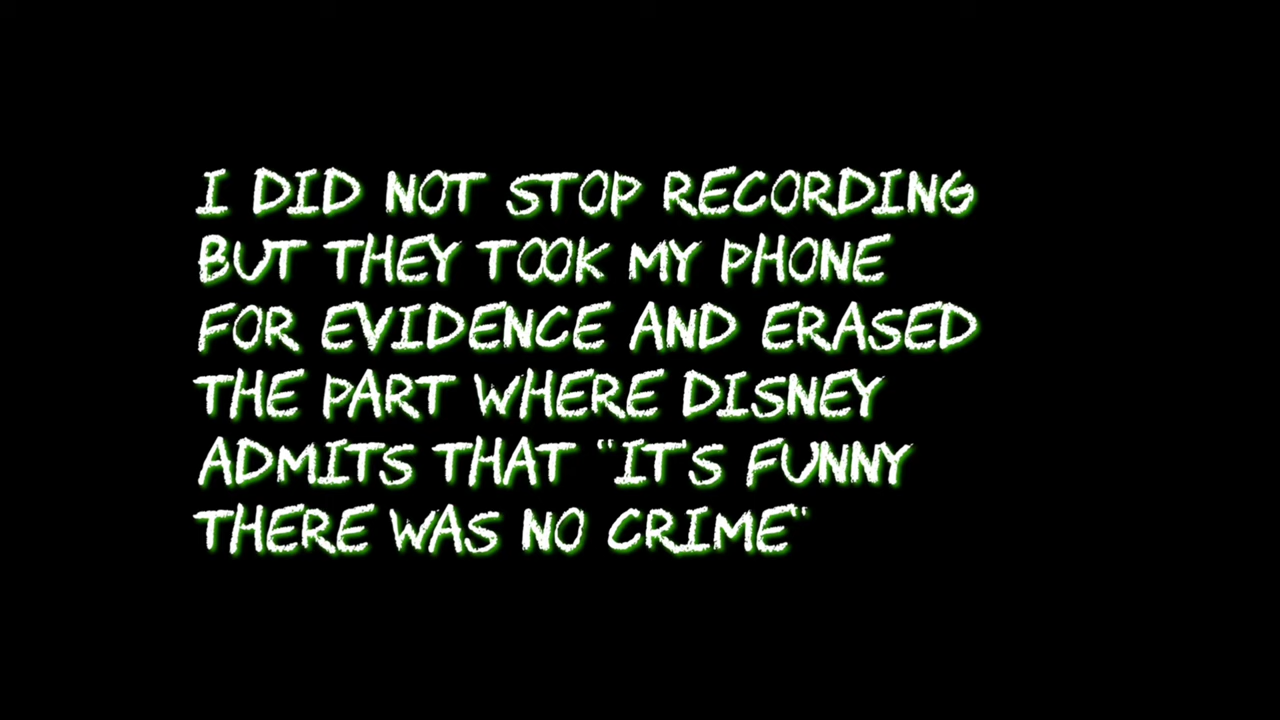 I DID NOT STOP RECORDING
BUT THEY TOOK MY PHONE
FOR EVIDENCE AND ERASED
THE PART WHERE DISNEY
ADMITS THAT "IT'S FUNNY
THERE WAS NO CRIME"